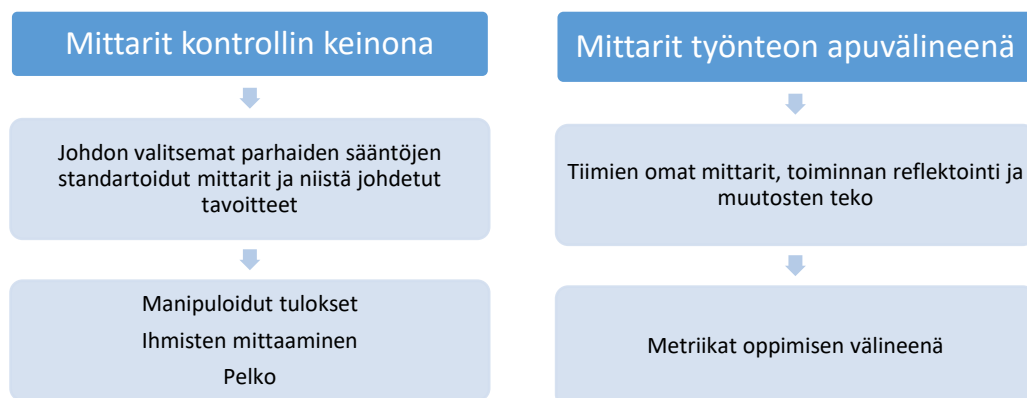 Mittarit kontrollin keinona
Johdon valitsemat parhaiden sääntöjen
standartoidut mittarit ja niistä johdetut
tavoitteet
Manipuloidut tulokset
Ihmisten mittaaminen
Pelko
Mittarit työnteon apuvälineenä
Tiimien omat mittarit, toiminnan reflektointi ja
muutosten teko
Metriikat oppimisen välineenä